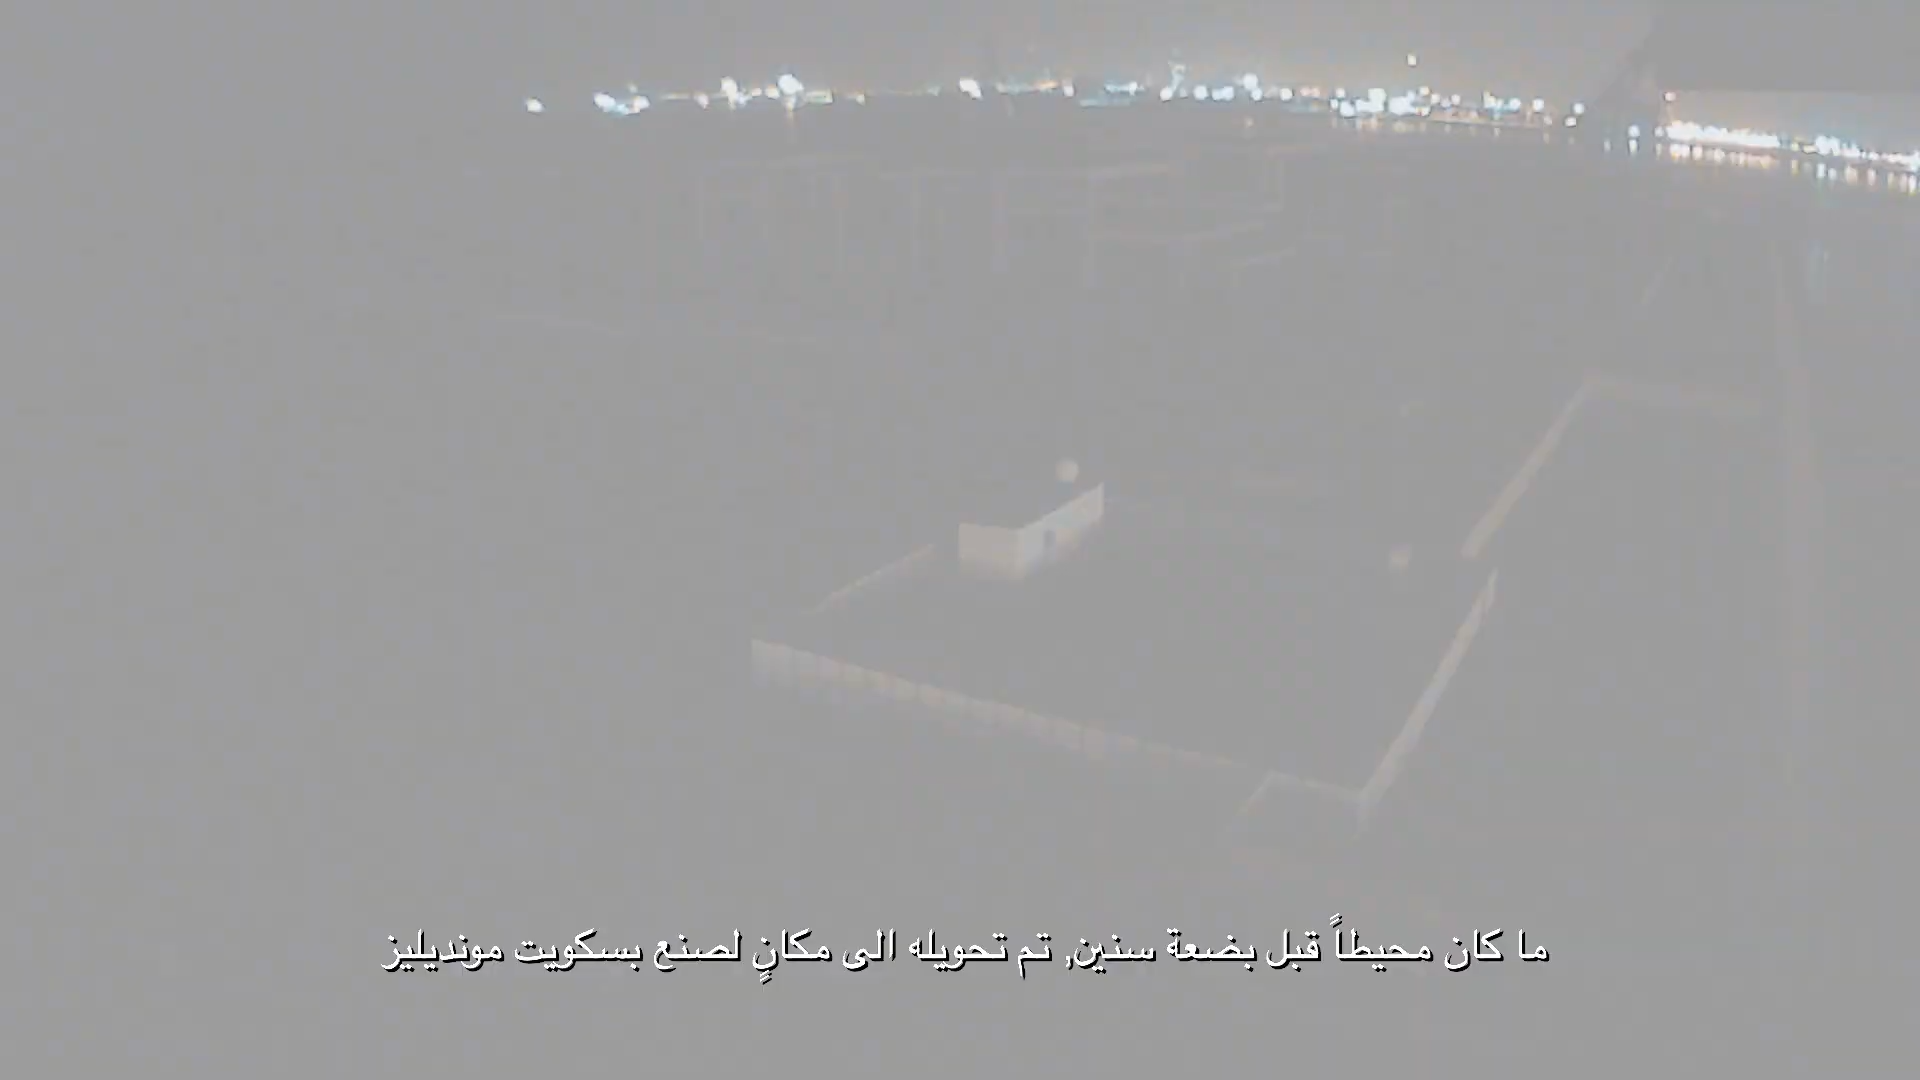 ما كان محيطاً قبل بضعة سنين, تم تحويله الى مكانٍ لصنع بسكويت مونديليز